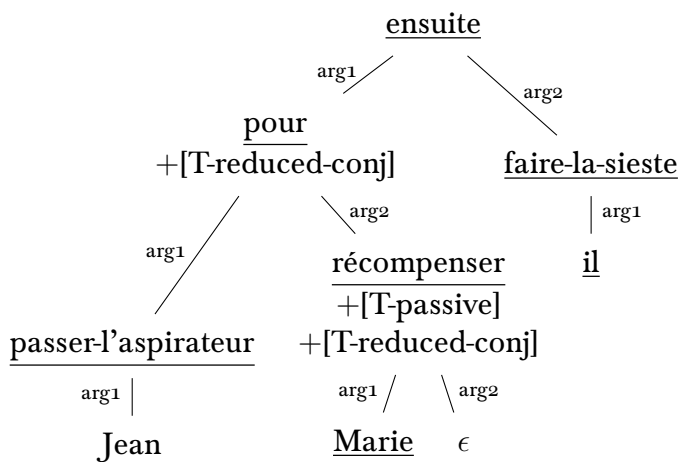 ensuite
arg1
arg2
pour
+[T-reduced-conj]
faire-la-sieste
arg1
arg2
arg1
il
récompenser
+[T-passive]
+[T-reduced-conj]
passer-l'aspirateur
arg1
arg1
arg2
Jean
Marie
ϵ